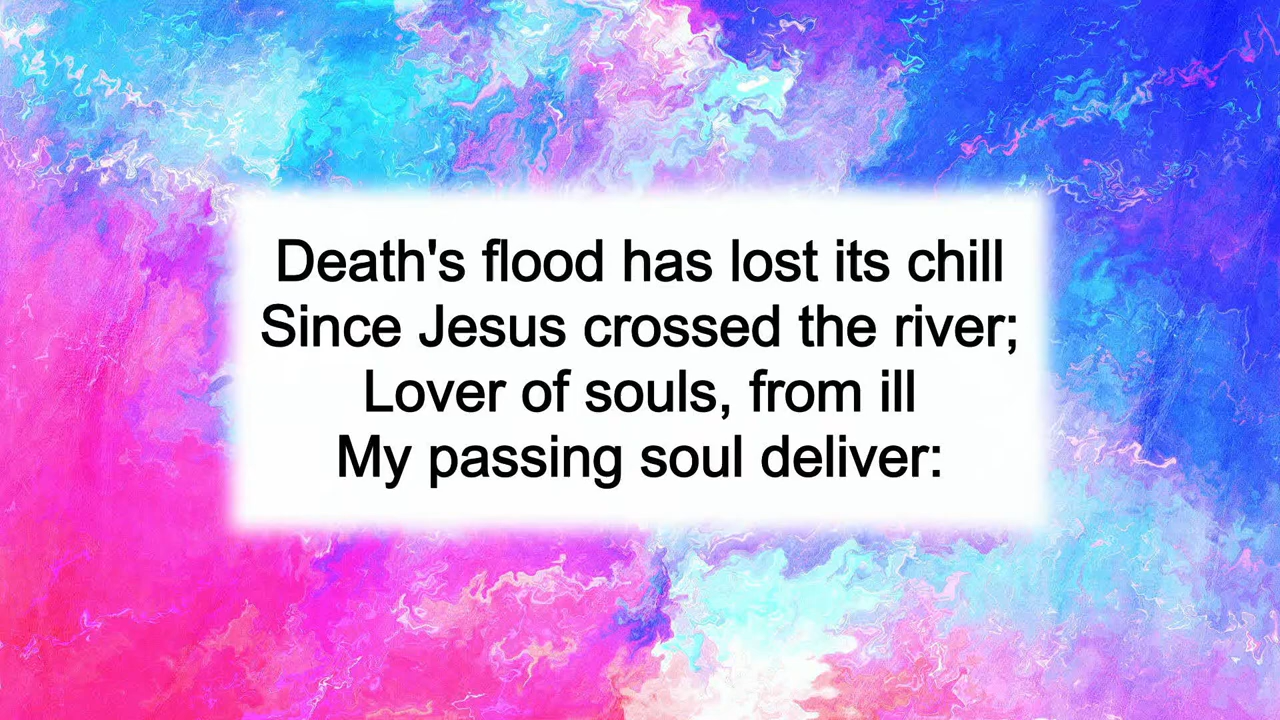 Death's flood has lost its chill
Since Jesus crossed the river;
Lover of souls, from ill
My passing soul deliver: